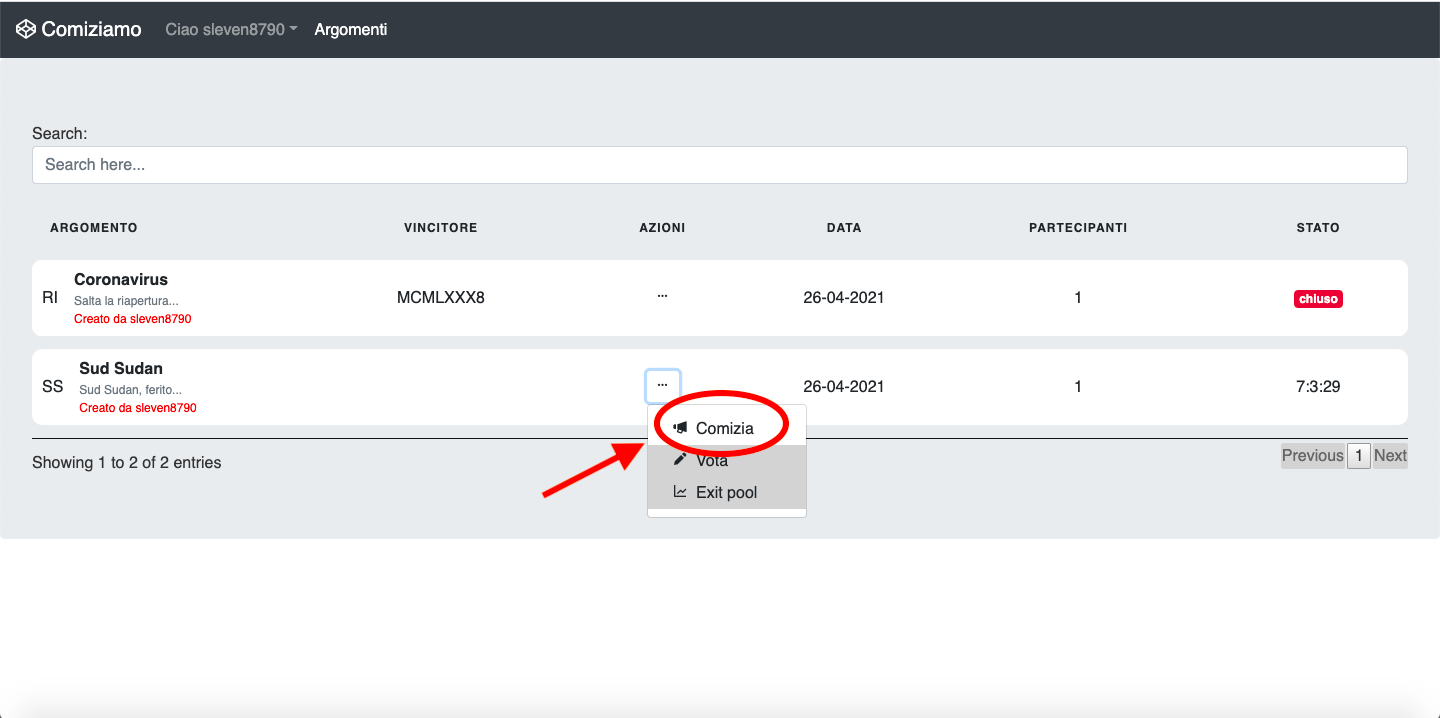 Comiziamo Ciao sleven8790 Argomenti
Search:
Search here...
ARGOMENTO VINCITORE AZIONI DATA PARTECIPANTI STATO
RI Coronavirus MCMLXXX8 ... 26-04-2021 1 chiuso
Salta la riapertura...
Creato da sleven8790
SS Sud Sudan ... 26-04-2021 1 7:3:29
Sud Sudan, ferito...
Creato da sleven8790
Comizia
Vota
Exit pool
Showing 1 to 2 of 2 entries
Previous 1 Next